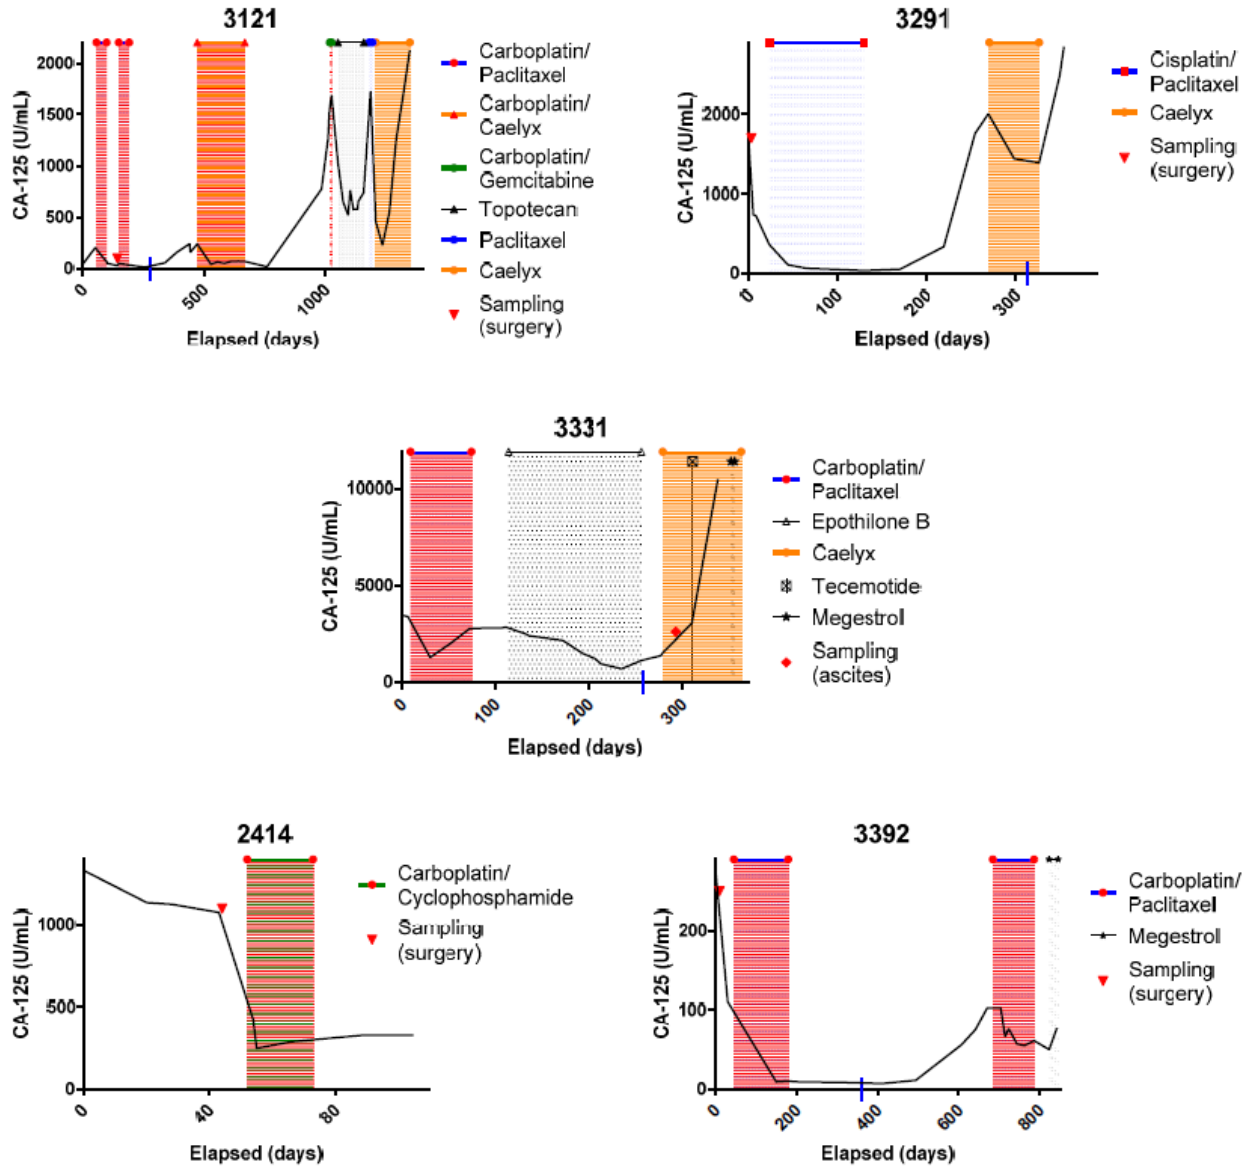 3121
CA-125 (U/mL)
2000
1500
1000
500
0
0
500
1000
Elapsed (days)
Carboplatin/
Paclitaxel
Carboplatin/
Caelyx
Carboplatin/
Gemcitabine
Topotecan
Paclitaxel
Caelyx
Sampling
(surgery)
3291
CA-125 (U/mL)
2000
1000
0
0
100
200
300
Elapsed (days)
Cisplatin/
Paclitaxel
Caelyx
Sampling
(surgery)
3331
CA-125 (U/mL)
10000
5000
0
0
100
200
300
Elapsed (days)
Carboplatin/
Paclitaxel
Epothilone B
Caelyx
Tecemotide
Megestrol
Sampling
(ascites)
2414
CA-125 (U/mL)
1000
500
0
0
40
80
Elapsed (days)
Carboplatin/
Cyclophosphamide
Sampling
(surgery)
3392
CA-125 (U/mL)
200
100
0
0
200
400
600
800
Elapsed (days)
Carboplatin/
Paclitaxel
Megestrol
Sampling
(surgery)